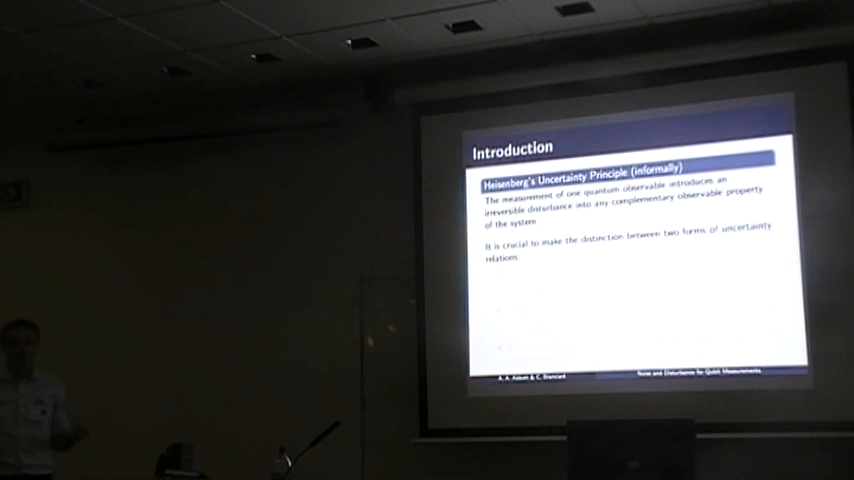 Introduction
Heisenberg's Uncertainty Principle (informally)
The measurement of one quantum observable introduces an
irreversible disturbance into any complementary observable property
of the system
It is crucial to make the distinction between two forms of uncertainty
relations
A. A. Abbott & C. Branciard
Noise and Disturbance for Qubit Measurements